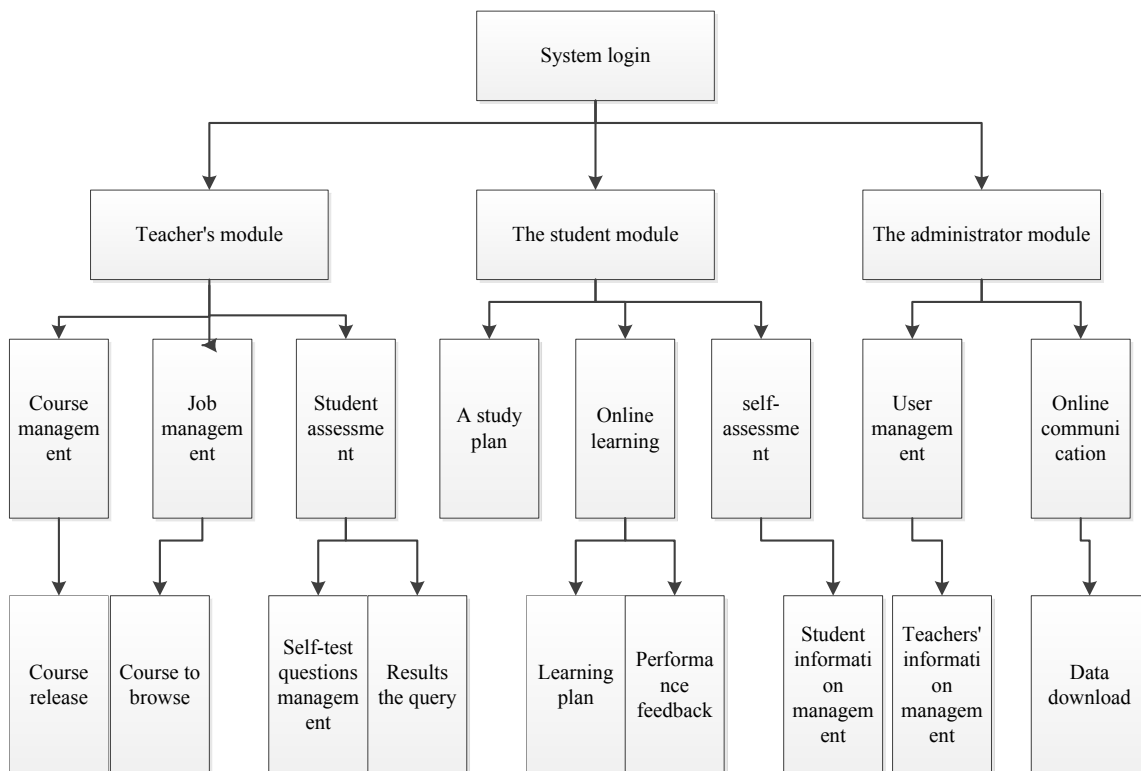 System login
Teacher's module
The student module
The administrator module
Course
managem
ent
Job
managem
ent
Student
assessme
nt
A study
plan
Online
learning
self-
assessme
nt
User
managem
ent
Online
communi
cation
Course
release
Course to
browse
Self-test
questions
managem
ent
Results
the query
Learning
plan
Performa
nce
feedback
Student
informati
on
managem
ent
Teachers'
informati
on
managem
ent
Data
download